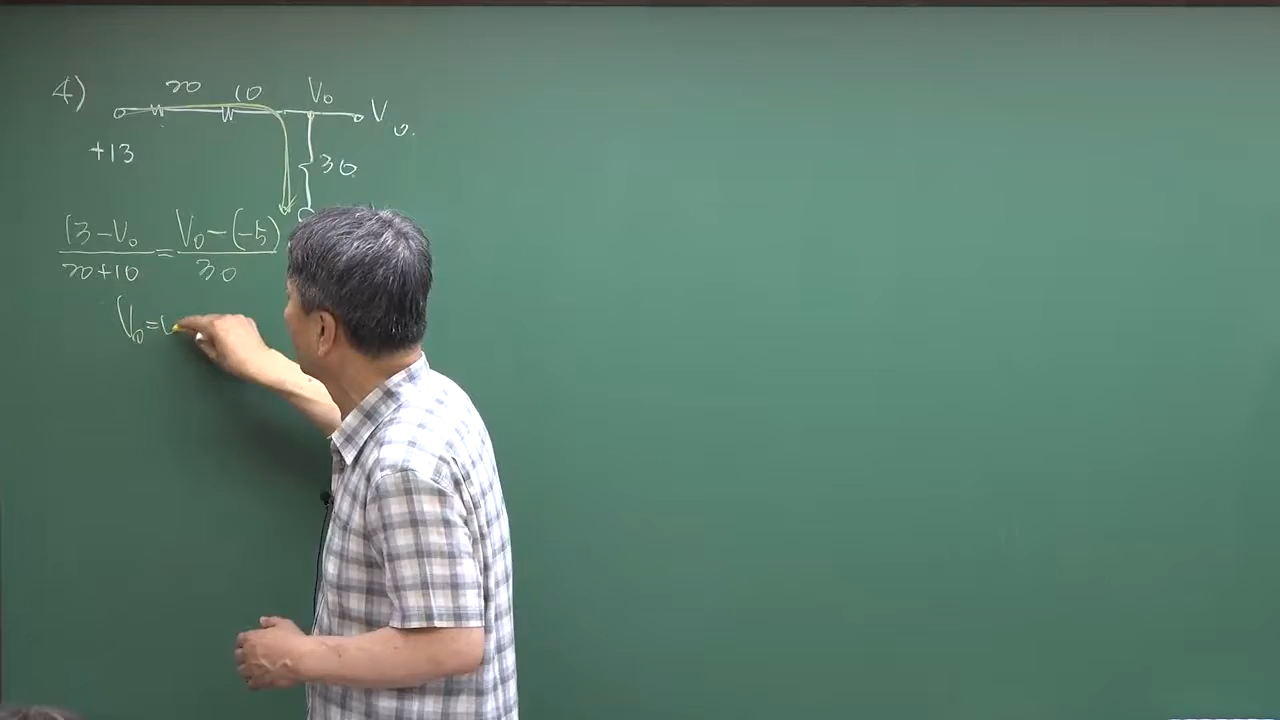 4) 20 10 V₀ V₀.
+13 30
(13-V₀)/(20+10) = (V₀-(-5))/30
V₀=